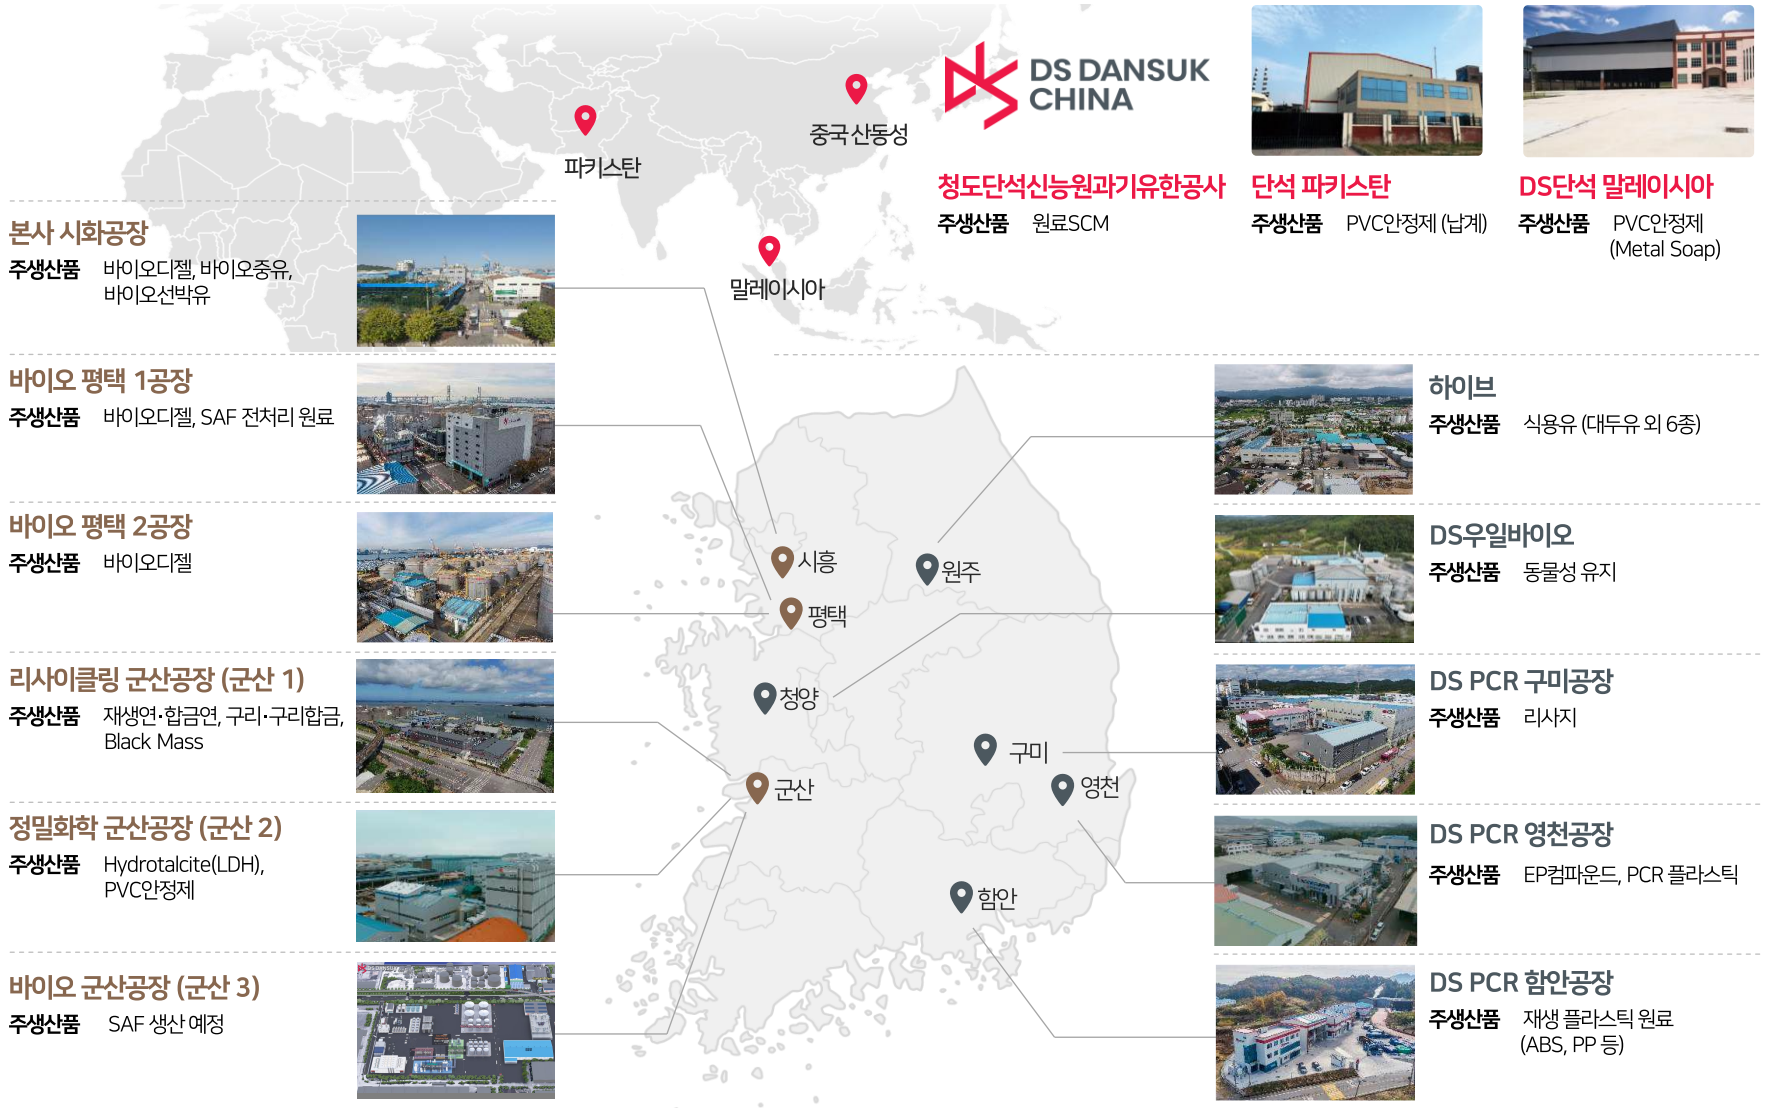 DS DANSUK
CHINA
중국 산동성
파키스탄
말레이시아
청도단석신능원과기유한공사
주생산품 원료SCM
단석 파키스탄
주생산품 PVC안정제 (납계)
DS단석 말레이시아
주생산품 PVC안정제
(Metal Soap)
본사 시화공장
주생산품 바이오디젤, 바이오중유,
바이오선박유
바이오 평택 1공장
주생산품 바이오디젤, SAF 전처리 원료
바이오 평택 2공장
주생산품 바이오디젤
리사이클링 군산공장 (군산 1)
주생산품 재생연·합금연, 구리·구리합금,
Black Mass
정밀화학 군산공장 (군산 2)
주생산품 Hydrotalcite(LDH),
PVC안정제
바이오 군산공장 (군산 3)
주생산품 SAF 생산 예정
DS DANSUK
시흥
원주
평택
청양
구미
영천
군산
함안
하이브
주생산품 식용유 (대두유 외 6종)
DS우일바이오
주생산품 동물성 유지
DS PCR 구미공장
주생산품 리사지
DS PCR 영천공장
주생산품 EP컴파운드, PCR 플라스틱
DS PCR 함안공장
주생산품 재생 플라스틱 원료
(ABS, PP 등)